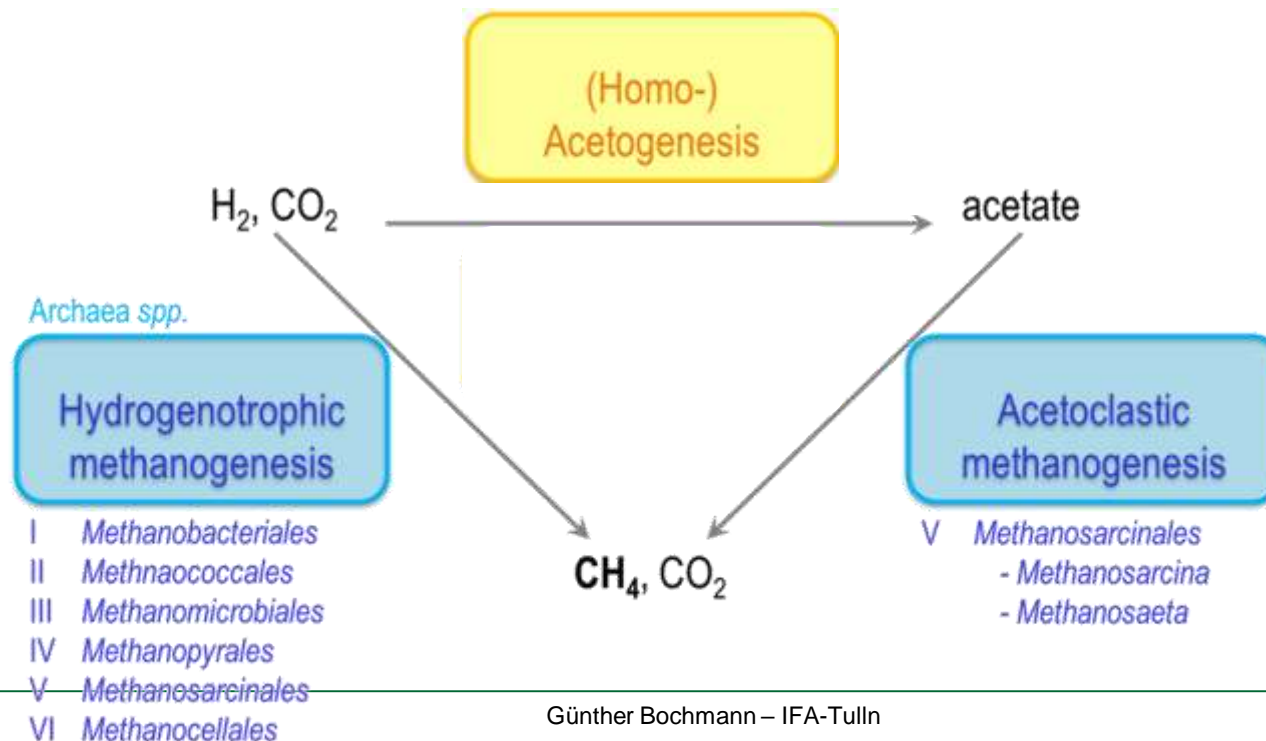 (Homo-)
Acetogenesis
H₂, CO₂
acetate
Archaea spp.
Hydrogenotrophic
methanogenesis
I Methanobacteriales
II Methnaococcales
III Methanomicrobiales
IV Methanopyrales
V Methanosarcinales
VI Methanocellales
CH₄, CO₂
Acetoclastic
methanogenesis
V Methanosarcinales
- Methanosarcina
- Methanosaeta
Günther Bochmann – IFA-Tulln